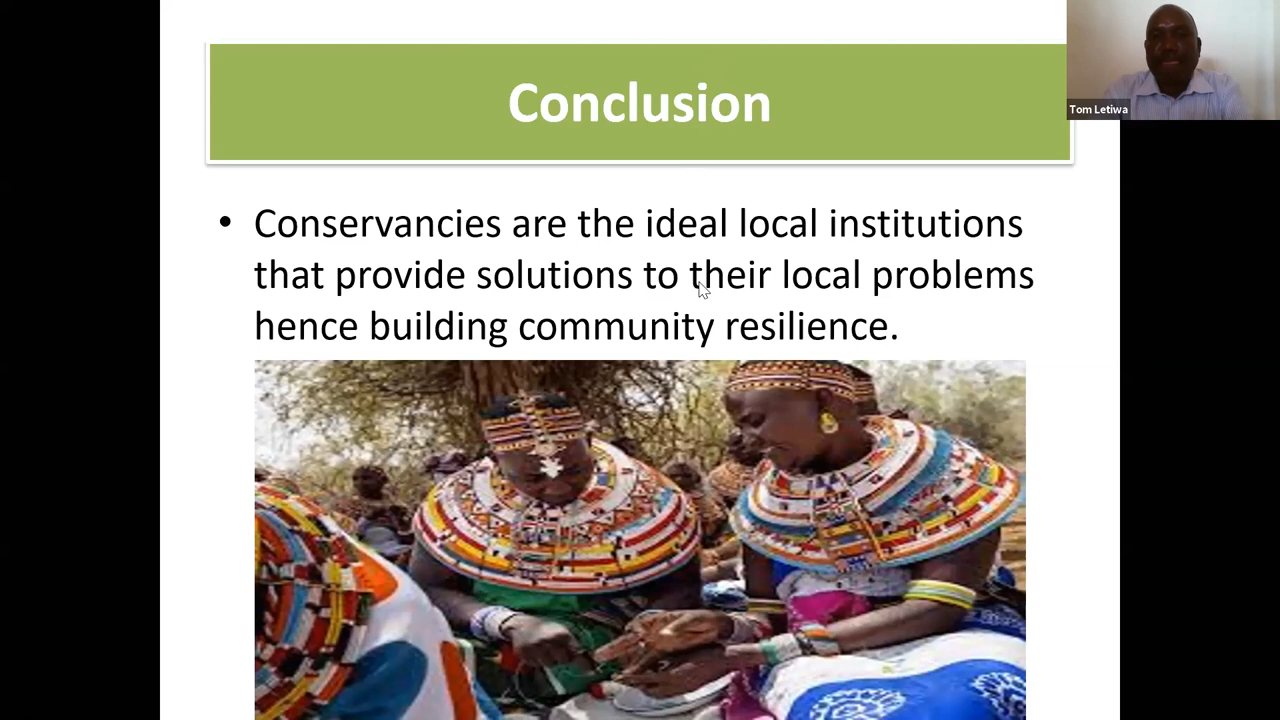 Conclusion
Tom Letiwa
• Conservancies are the ideal local institutions
that provide solutions to their local problems
hence building community resilience.